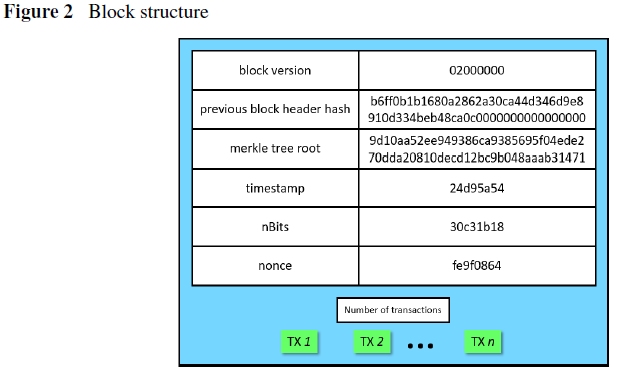 Figure 2 Block structure
block version 02000000
previous block header hash b6ff0b1b1680a2862a30ca44d346d9e8
910d334beb48ca0c0000000000000000
merkle tree root 9d10aa52ee949386ca9385695f04ede2
70dda20810decd12bc9b048aaab31471
timestamp 24d95a54
nBits 30c31b18
nonce fe9f0864
Number of transactions
TX 1 TX 2 ... TX n